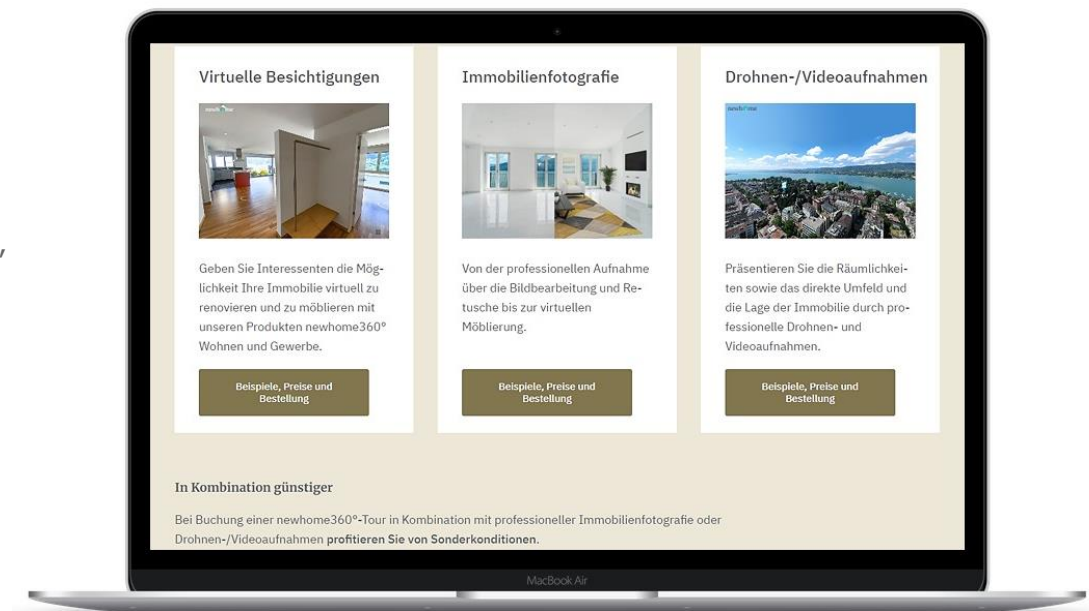 Virtuelle Besichtigungen
Geben Sie Interessenten die Mög-
lichkeit Ihre Immobilie virtuell zu
renovieren und zu möblieren mit
unseren Produkten newhome360°
Wohnen und Gewerbe.
Beispiele, Preise und
Bestellung
Immobilienfotografie
Von der professionellen Aufnahme
über die Bildbearbeitung und Re-
tusche bis zur virtuellen
Möblierung.
Beispiele, Preise und
Bestellung
Drohnen-/Videoaufnahmen
Präsentieren Sie die Räumlichkei-
ten sowie das direkte Umfeld und
die Lage der Immobilie durch pro-
fessionelle Drohnen- und
Videoaufnahmen.
Beispiele, Preise und
Bestellung
In Kombination günstiger
Bei Buchung einer newhome360°-Tour in Kombination mit professioneller Immobilienfotografie oder
Drohnen-/Videoaufnahmen profitieren Sie von Sonderkonditionen.
MacBook Air